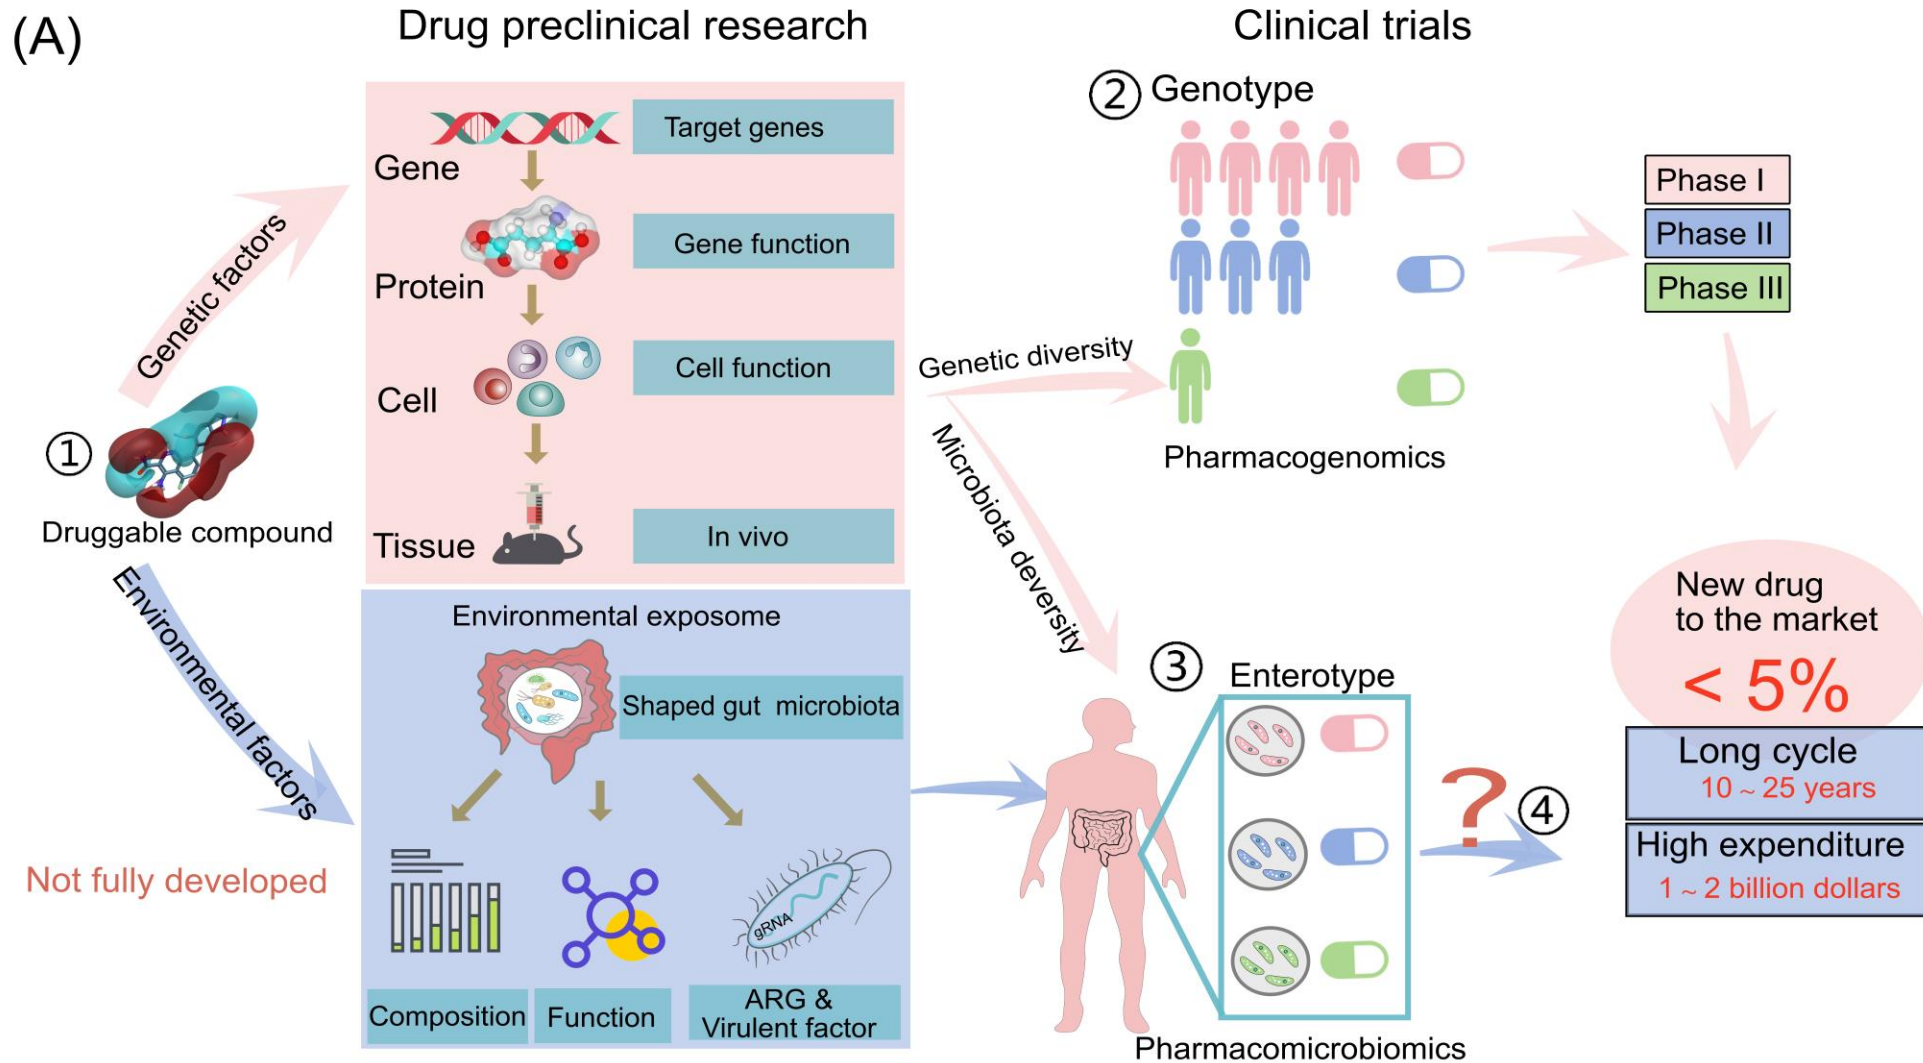 (A)
Drug preclinical research
Clinical trials
Genetic factors
①
Druggable compound
Environmental factors
Not fully developed
Gene
Target genes
Protein
Gene function
Cell
Cell function
Tissue
In vivo
Environmental exposome
Shaped gut microbiota
gRNA
Composition
Function
ARG &
Virulent factor
Genetic diversity
Microbiota deversity
② Genotype
Pharmacogenomics
Phase I
Phase II
Phase III
③
Enterotype
Pharmacomicrobiomics
?
④
New drug
to the market
< 5%
Long cycle
10 ~ 25 years
High expenditure
1 ~ 2 billion dollars